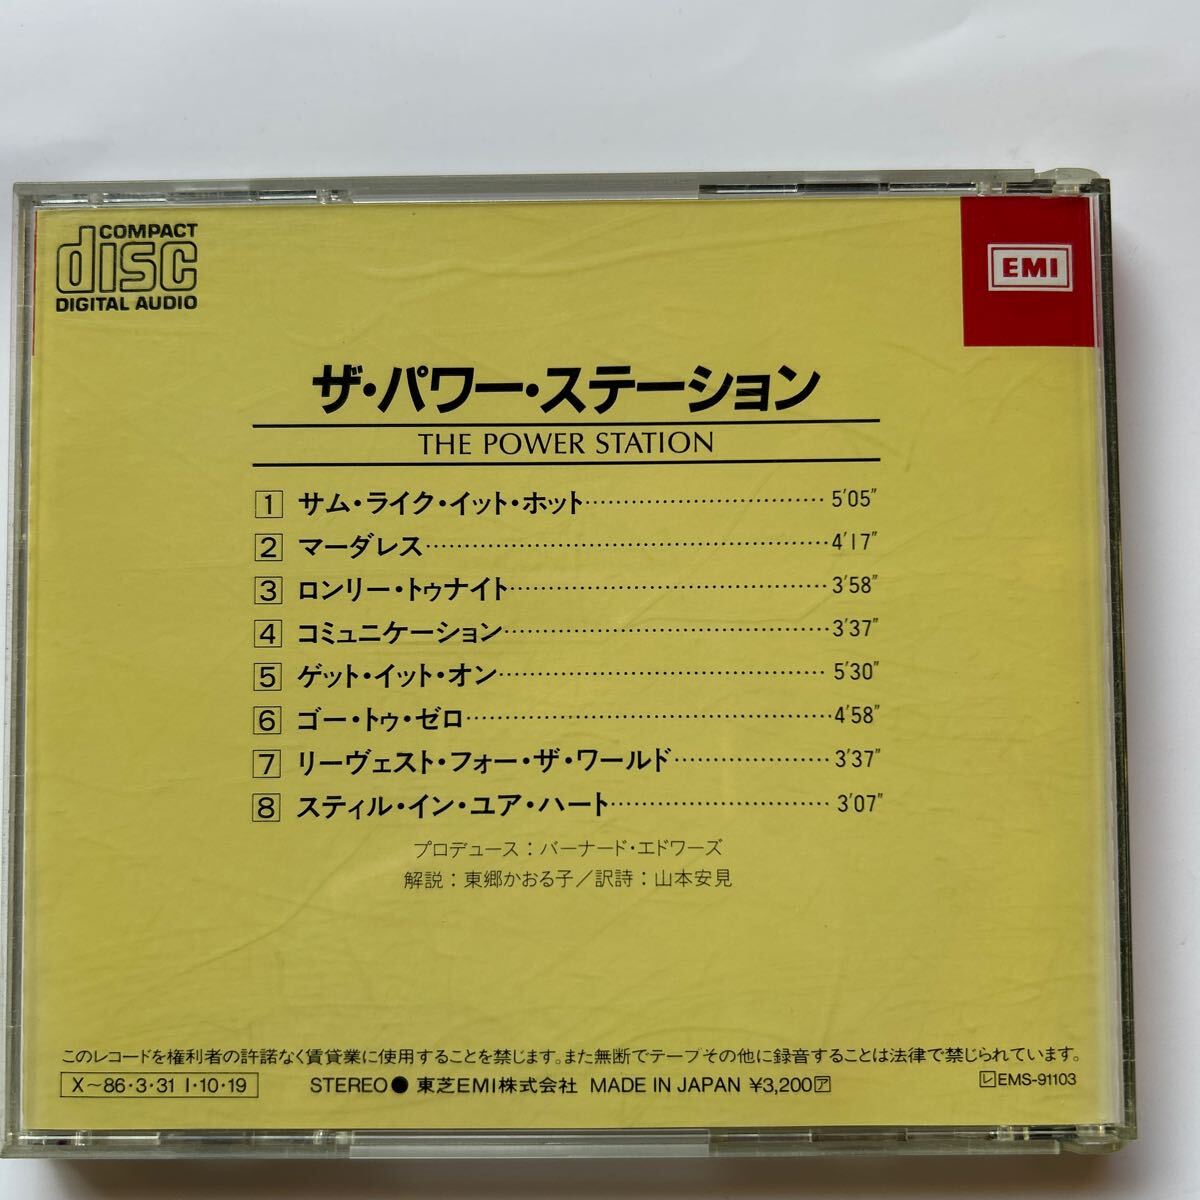 COMPACT
disc
DIGITAL AUDIO
EMI
ザ・パワー・ステーション
THE POWER STATION
1 サム・ライク・イット・ホット 5′05″
2 マーダレス 4′17″
3 ロンリー・トゥナイト 3′58″
4 コミュニケーション 3′37″
5 ゲット・イット・オン 5′30″
6 ゴー・トゥ・ゼロ 4′58″
7 リーヴェスト・フォー・ザ・ワールド 3′37″
8 スティル・イン・ユア・ハート 3′07″
プロデュース：バーナード・エドワーズ
解説：東郷かおる子／訳詩：山本安見
このレコードを権利者の許諾なく賃貸業に使用することを禁じます。また無断でテープその他に録音することは法律で禁じられています。
X～86・3・31 I・10・19 STEREO● 東芝EMI株式会社 MADE IN JAPAN ¥3,200ア レEMS-91103